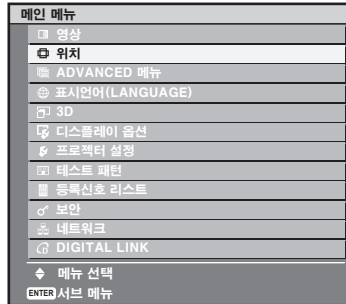 메인 메뉴
영상
위치
ADVANCED 메뉴
표시언어(LANGUAGE)
3D
디스플레이 옵션
프로젝터 설정
테스트 패턴
등록신호 리스트
보안
네트워크
DIGITAL LINK
메뉴 선택
ENTER 서브 메뉴